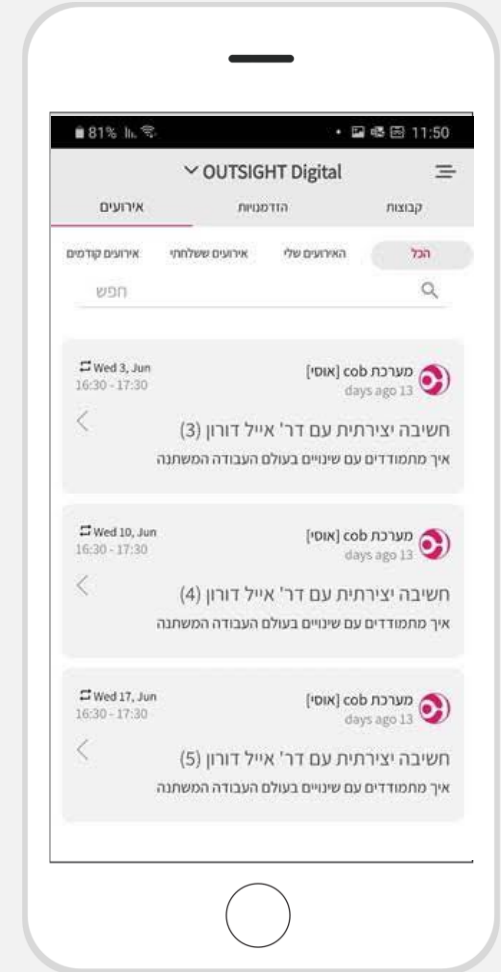 81% 11:50
OUTSIGHT Digital
קבוצות הזדמנויות אירועים
הכל האירועים שלי אירועים ששלחתי אירועים קודמים
חפש
מערכת cob [אוסי] Wed 3, Jun
days ago 13 16:30 - 17:30
חשיבה יצירתית עם דר' אייל דורון (3)
איך מתמודדים עם שינויים בעולם העבודה המשתנה
מערכת cob [אוסי] Wed 10, Jun
days ago 13 16:30 - 17:30
חשיבה יצירתית עם דר' אייל דורון (4)
איך מתמודדים עם שינויים בעולם העבודה המשתנה
מערכת cob [אוסי] Wed 17, Jun
days ago 13 16:30 - 17:30
חשיבה יצירתית עם דר' אייל דורון (5)
איך מתמודדים עם שינויים בעולם העבודה המשתנה